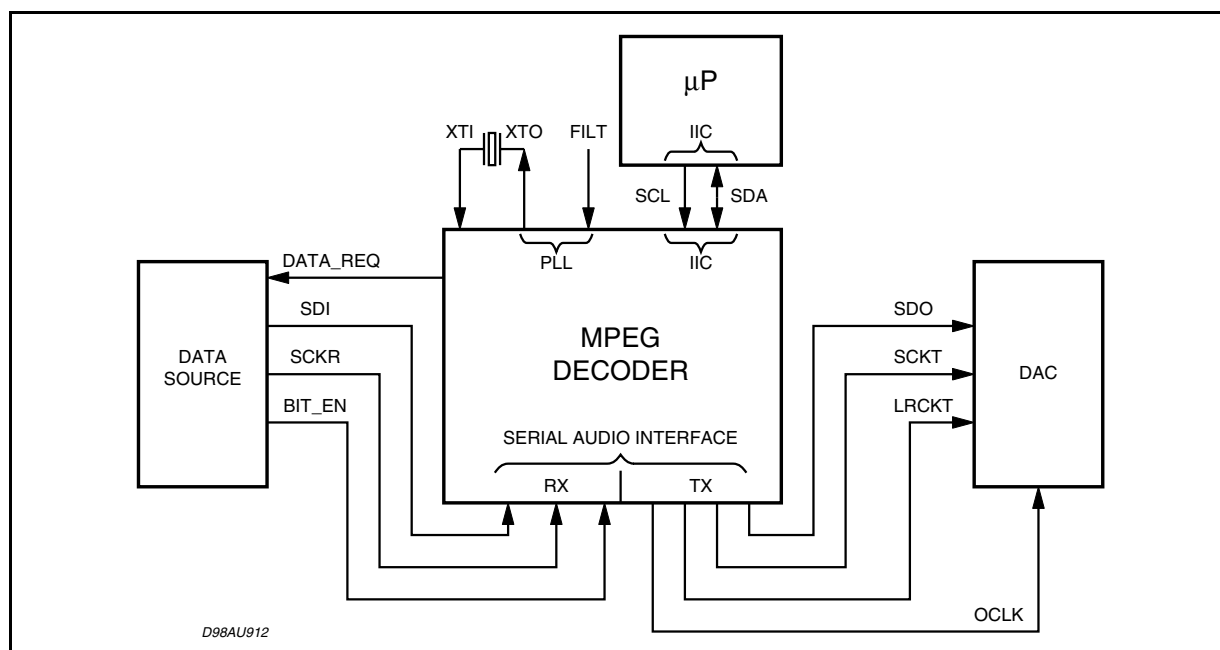 μP
XTI XTO FILT IIC
SCL SDA
DATA_REQ PLL IIC
SDI SDO
MPEG
DECODER
DATA
SOURCE
SCKR SCKT
DAC
BIT_EN LRCKT
SERIAL AUDIO INTERFACE
RX TX
OCLK
D98AU912